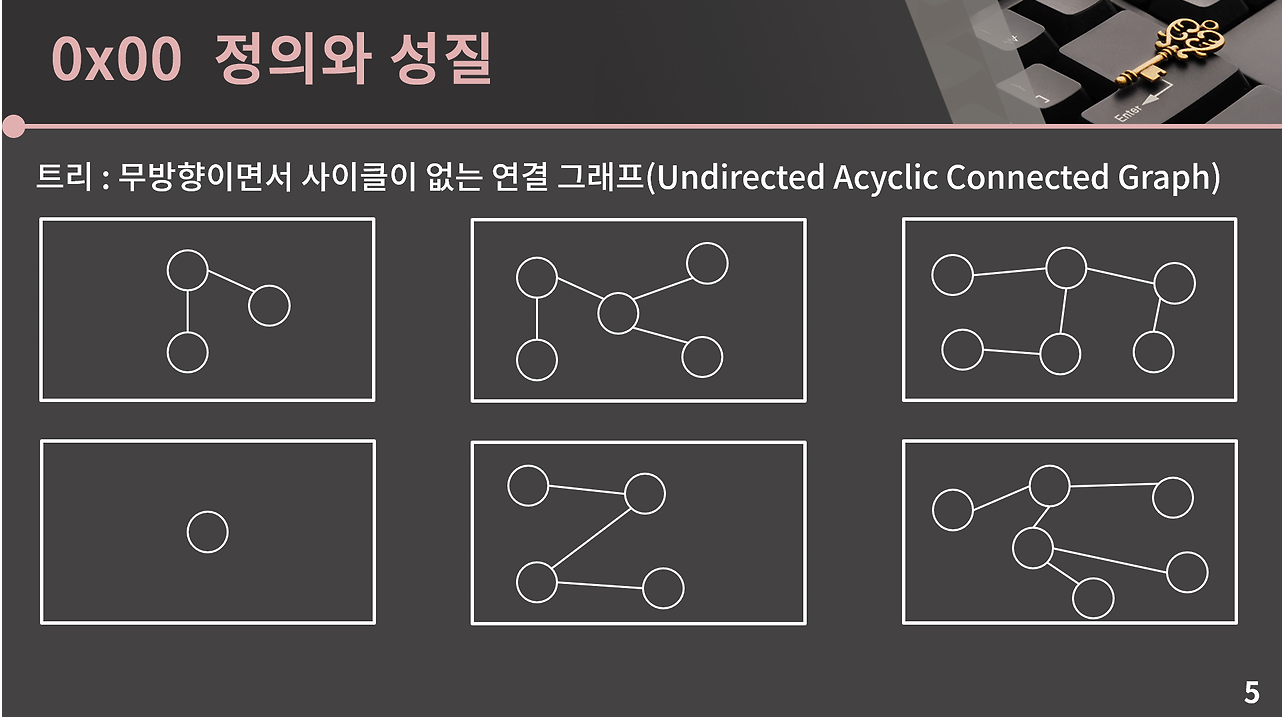 0x00 정의와 성질
Enter
트리 : 무방향이면서 사이클이 없는 연결 그래프(Undirected Acyclic Connected Graph)
5